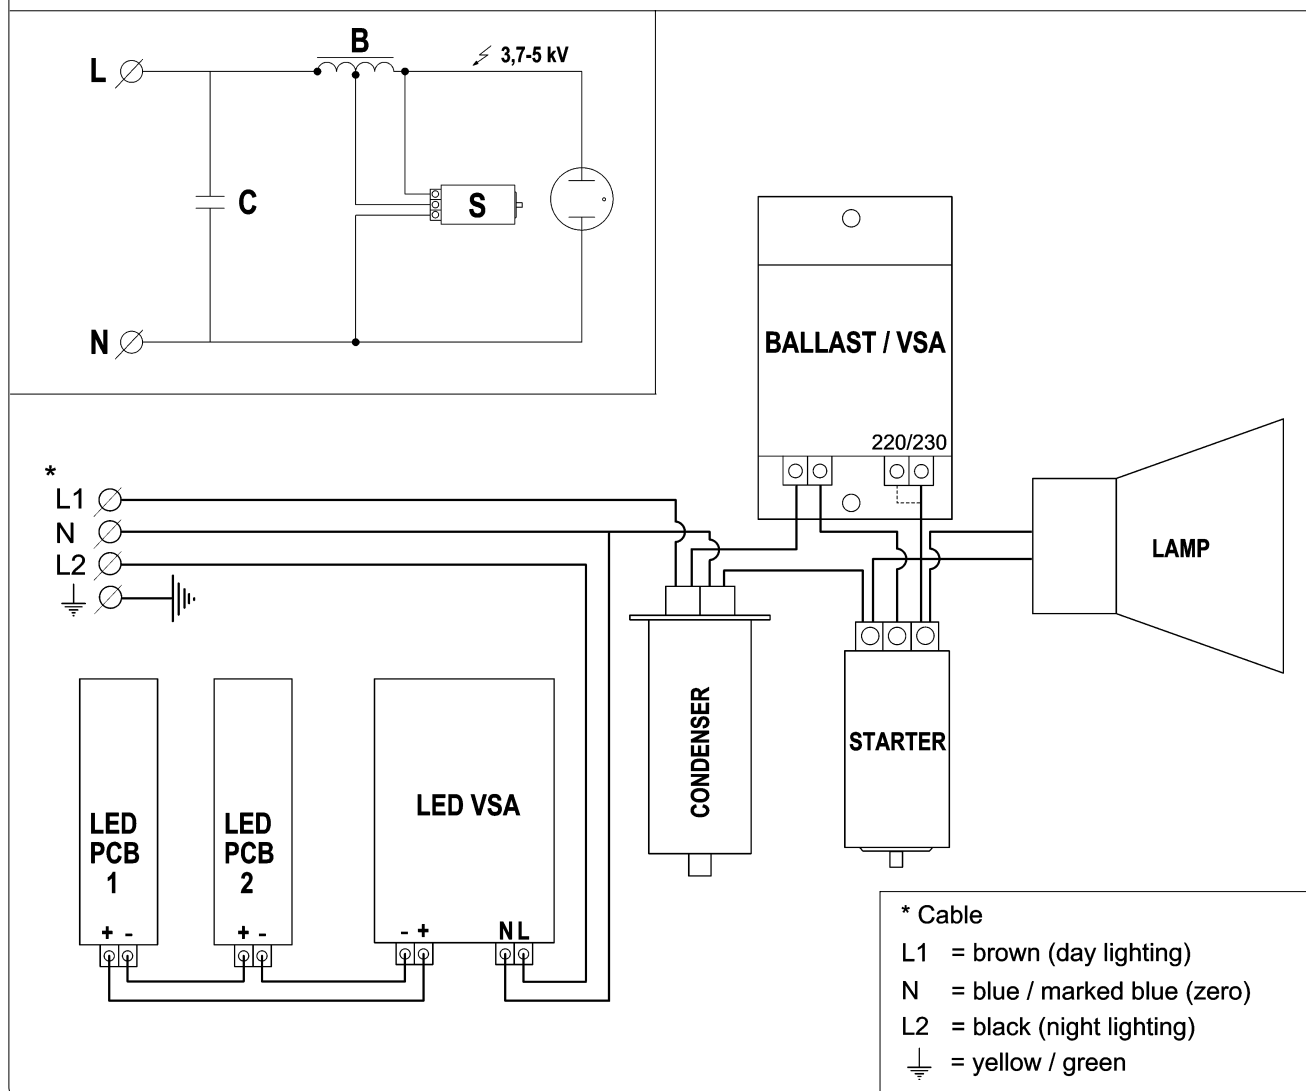 B
L
3,7-5 kV
C
S
N
BALLAST / VSA
220/230
*
L1
N
L2
LAMP
CONDENSER
STARTER
LED VSA
LED
PCB
1
LED
PCB
2
+ -
+ -
- +
N L
* Cable
L1 = brown (day lighting)
N = blue / marked blue (zero)
L2 = black (night lighting)
⏚ = yellow / green